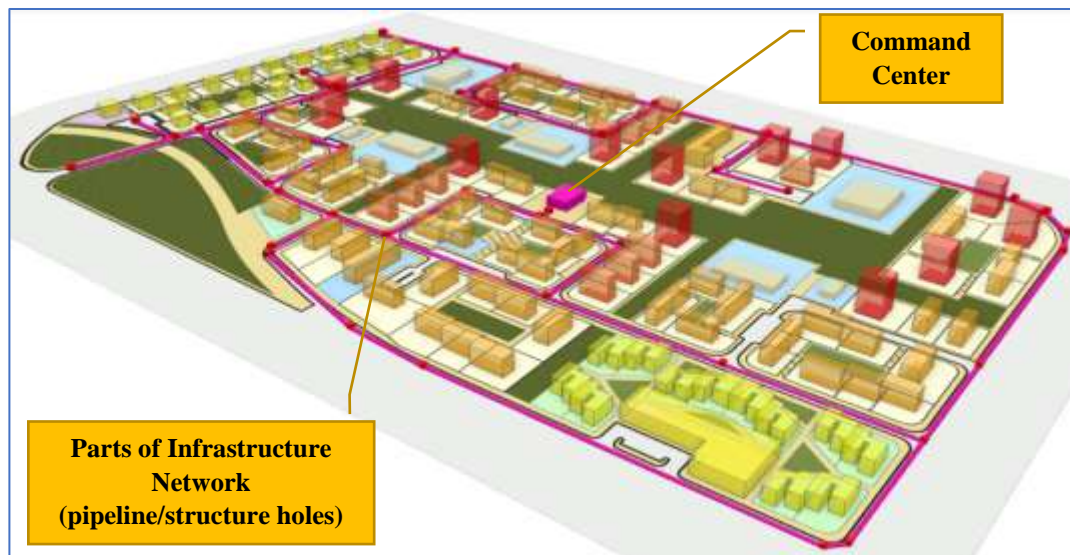 Command
Center
Parts of Infrastructure
Network
(pipeline/structure holes)